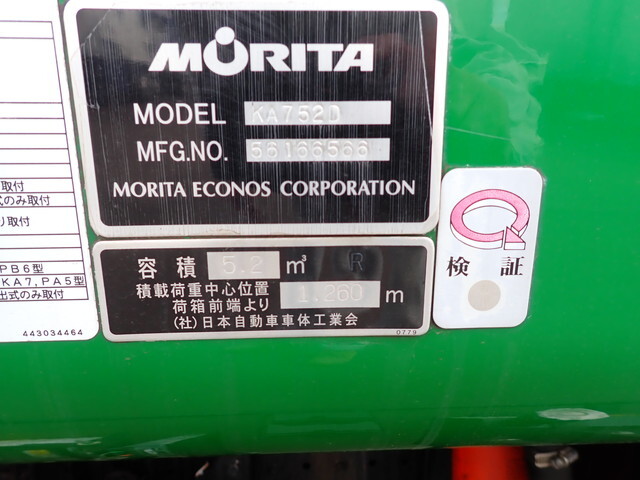 取付
式のみ取付
り取付
PB6型
KA7,PA5型
出式のみ取付
443034464
MORITA
MODEL KA752D
MFG.NO. 56166566
MORITA ECONOS CORPORATION
容積 5.2 m³ R
積載荷重中心位置
荷箱前端より 1.260 m
(社)日本自動車車体工業会
0779
検証